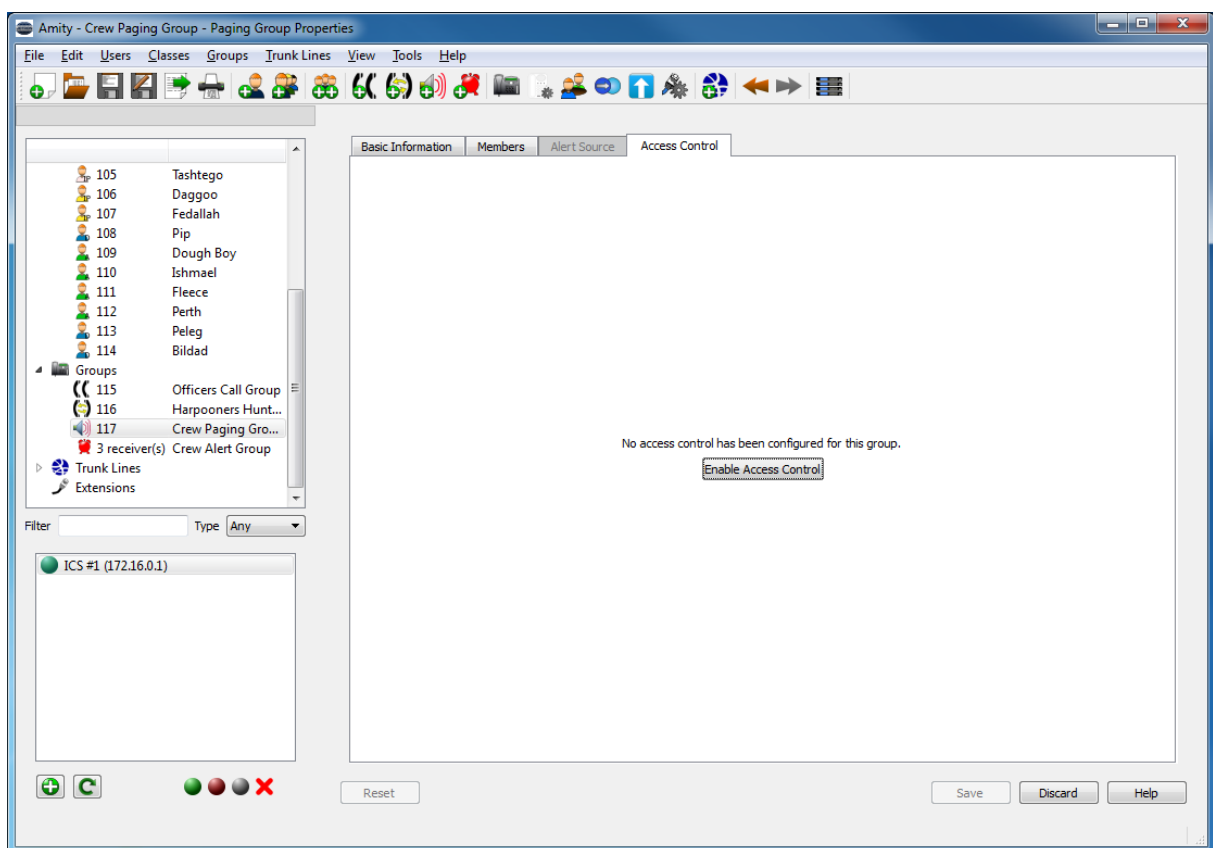 Amity - Crew Paging Group - Paging Group Properties
File Edit Users Classes Groups Trunk Lines View Tools Help
Basic Information Members Alert Source Access Control
105 Tashtego
106 Daggoo
107 Fedallah
108 Pip
109 Dough Boy
110 Ishmael
111 Fleece
112 Perth
113 Peleg
114 Bildad
Groups
115 Officers Call Group
116 Harpooners Hunt...
117 Crew Paging Gro...
3 receiver(s) Crew Alert Group
Trunk Lines
Extensions
No access control has been configured for this group.
Enable Access Control
Filter Type Any
ICS #1 (172.16.0.1)
Reset Save Discard Help